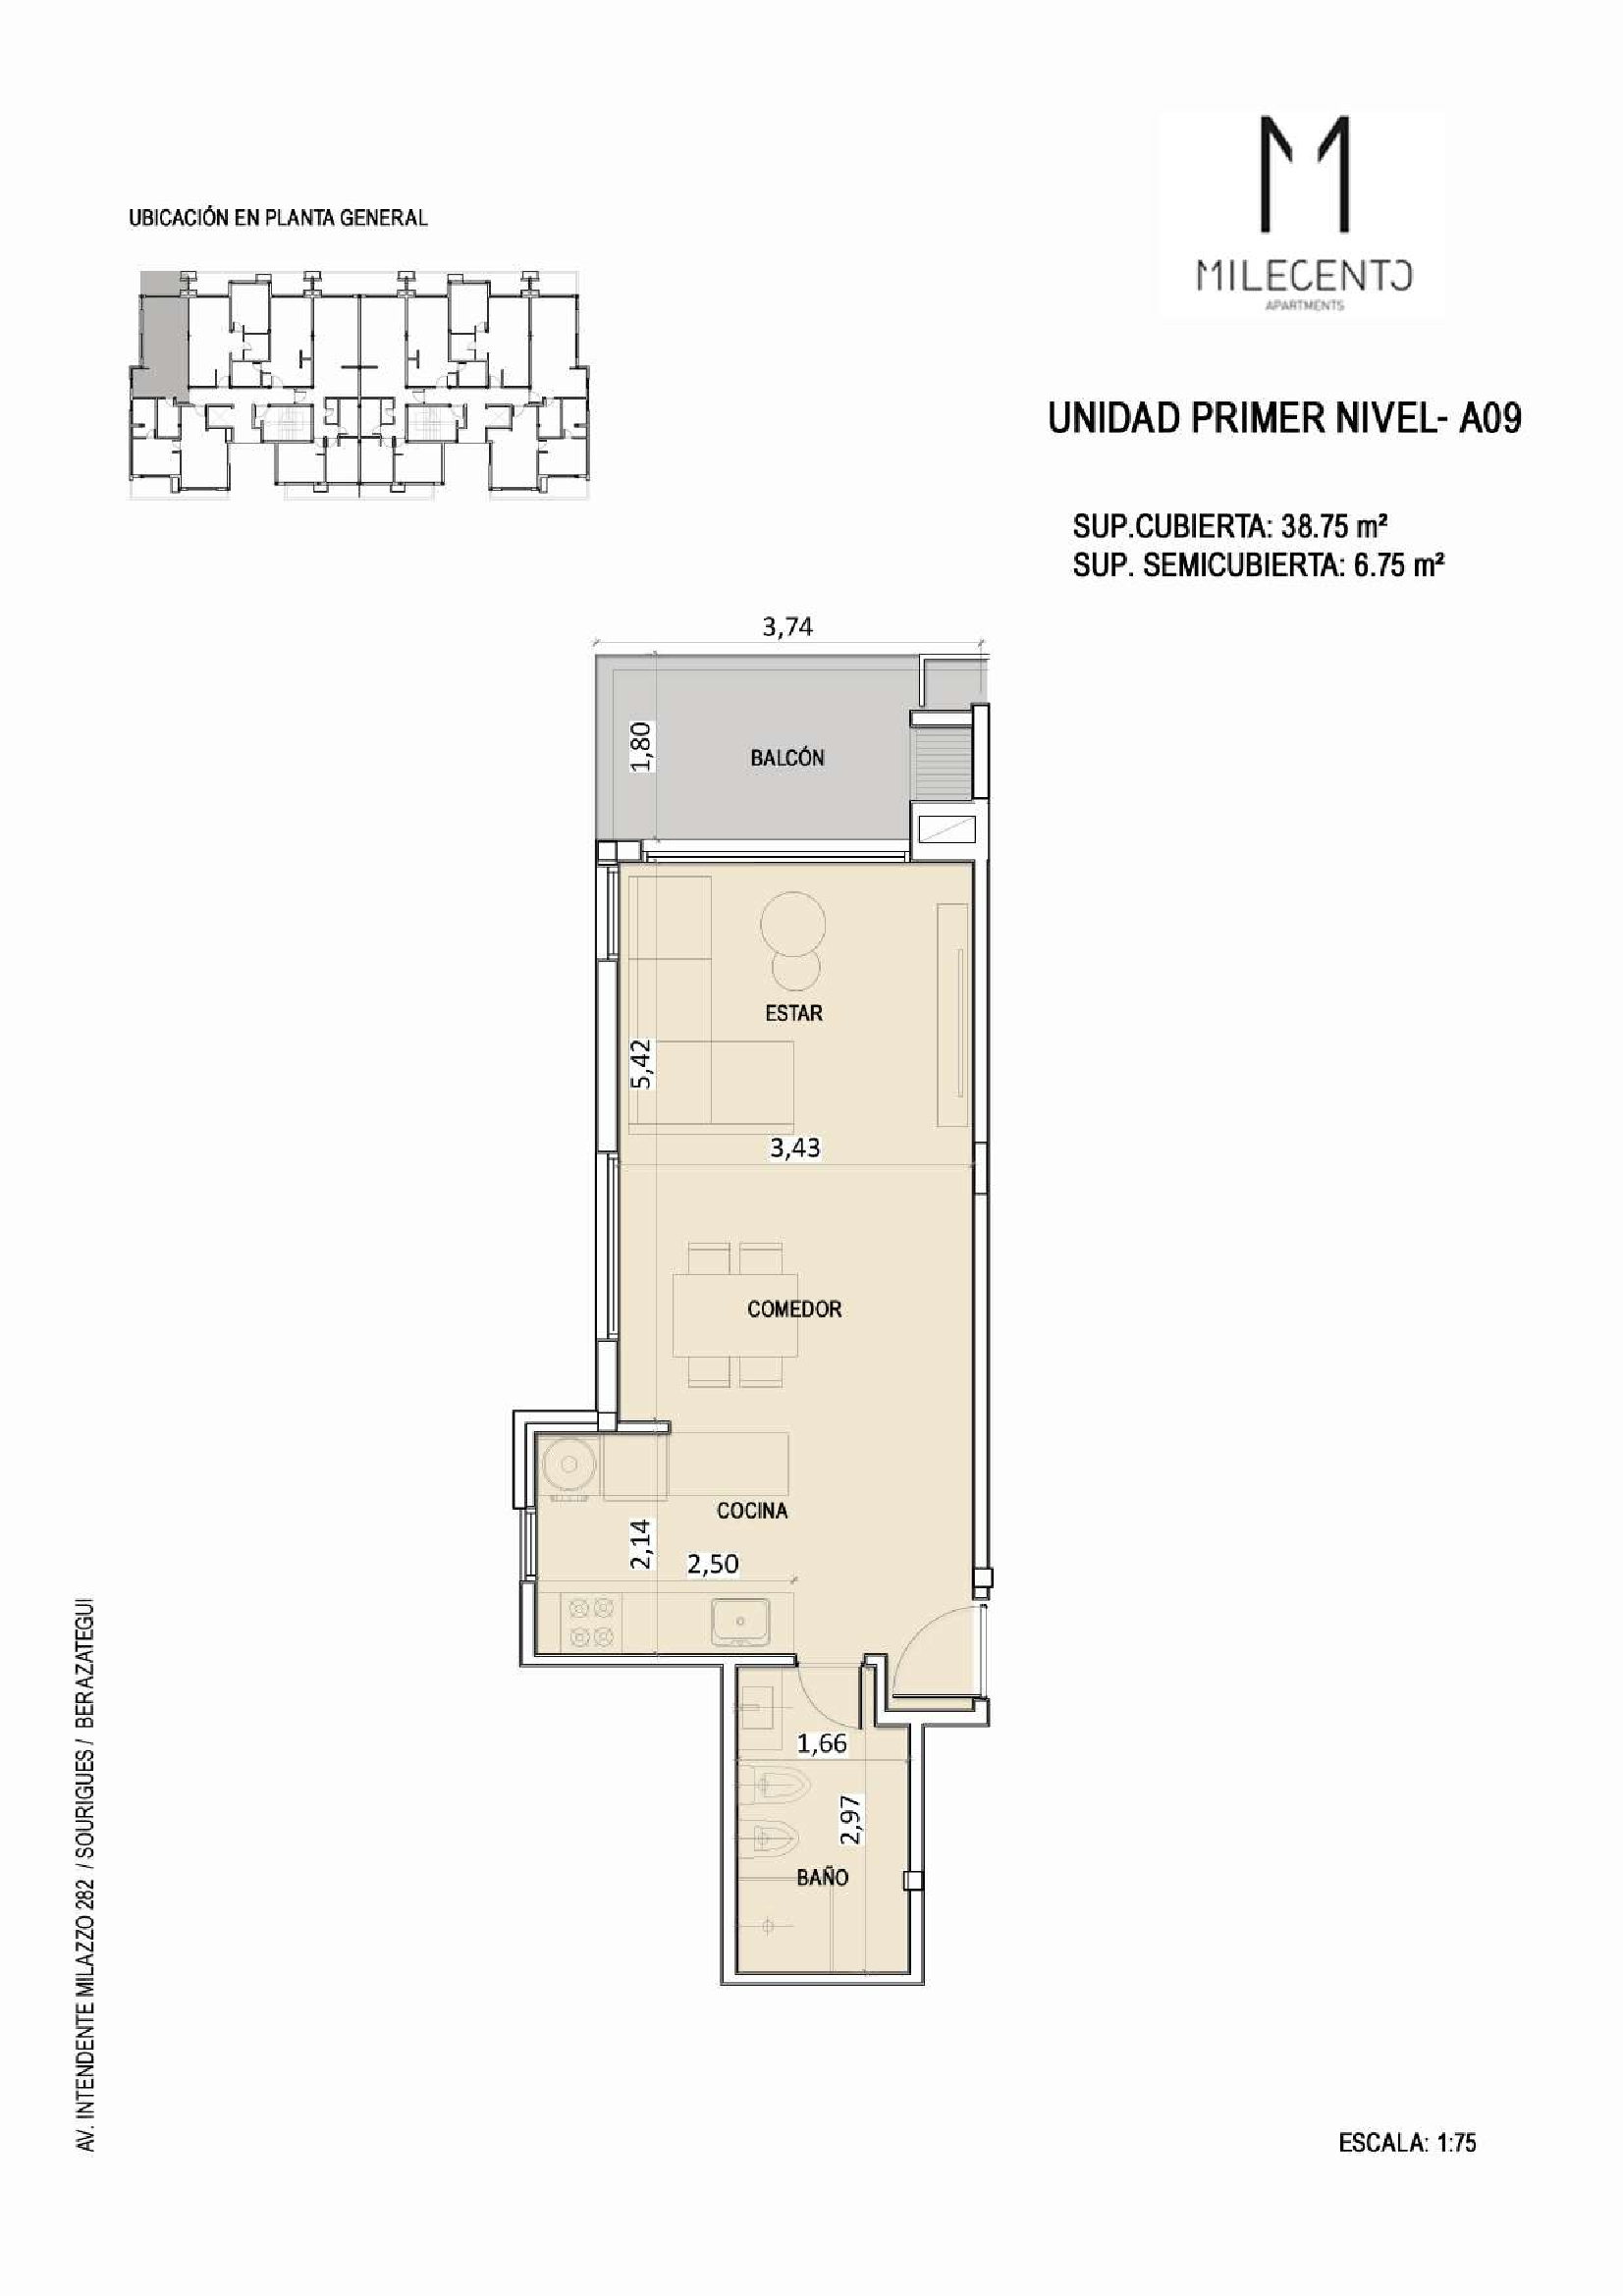 MILECENTO
APARTMENTS
UBICACIÓN EN PLANTA GENERAL
UNIDAD PRIMER NIVEL- A09
SUP.CUBIERTA: 38.75 m²
SUP. SEMICUBIERTA: 6.75 m²
3,74
1,80
BALCÓN
ESTAR
5,42
3,43
COMEDOR
COCINA
2,14
2,50
1,66
2,97
BAÑO
AV. INTENDENTE MILAZZO 282 / SOURIGUES / BERAZATEGUI
ESCALA: 1:75